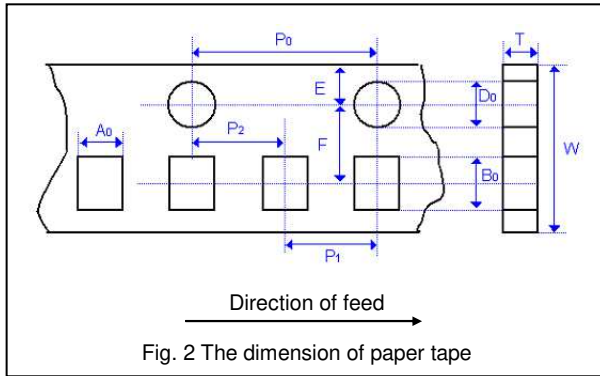 P0
T
E
D0
A0
P2
F
W
B0
P1
Direction of feed
Fig. 2 The dimension of paper tape